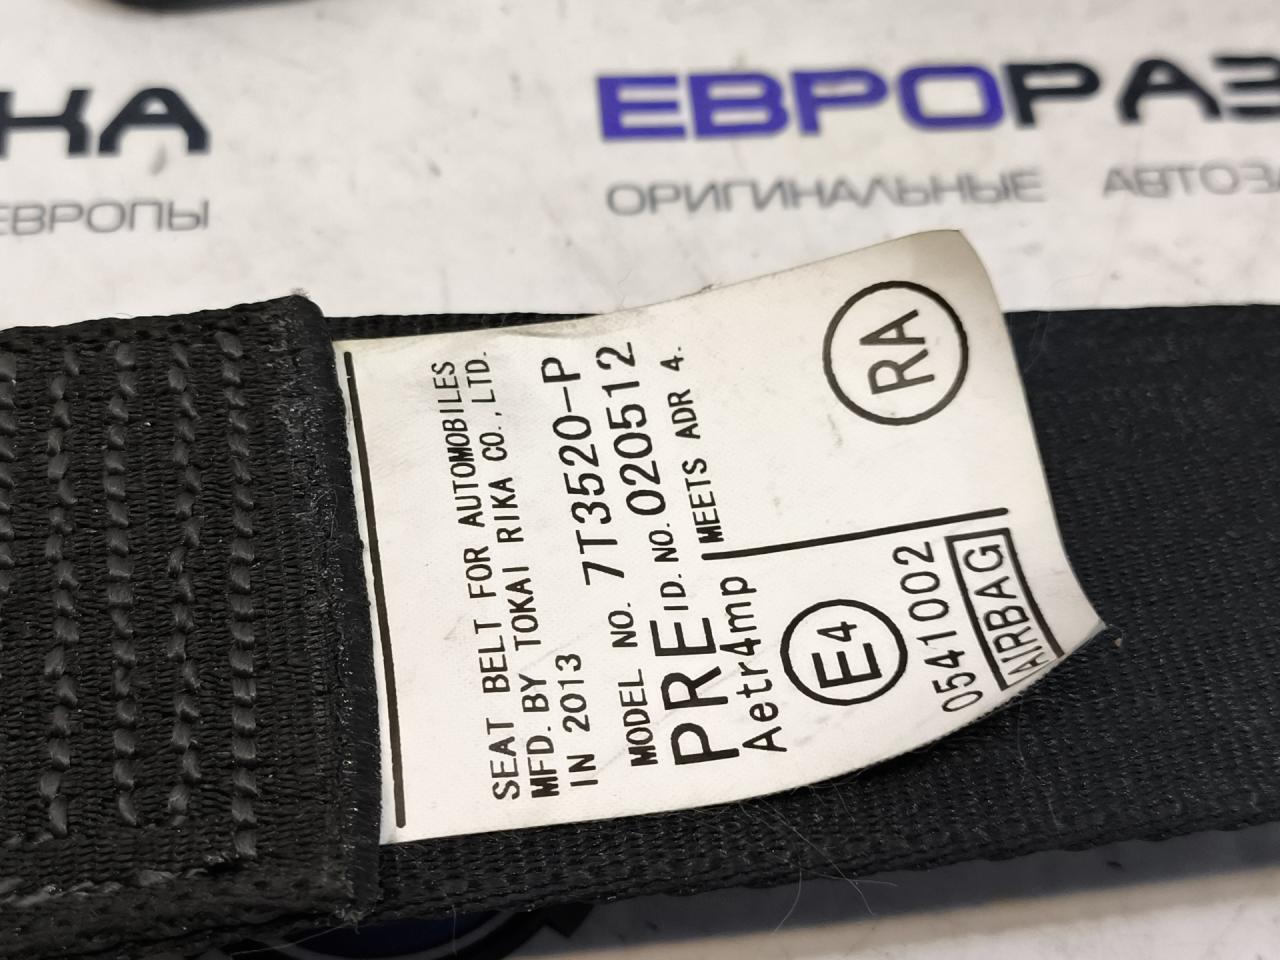 КА
ЕВРОПЫ
ЕВРОРАЗ
ОРИГИНАЛЬНЫЕ АВТОЗА
SEAT BELT FOR AUTOMOBILES
MFD. BY TOKAI RIKA CO., LTD.
IN 2013
MODEL NO. 7T3520-P
PRE ID. NO. 020512
Aetr4mp
MEETS ADR 4.
E4
RA
0541002
AIRBAG